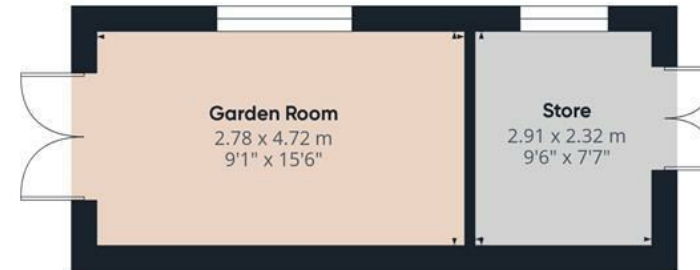 Garden Room
2.78 x 4.72 m
9'1" x 15'6"
Store
2.91 x 2.32 m
9'6" x 7'7"